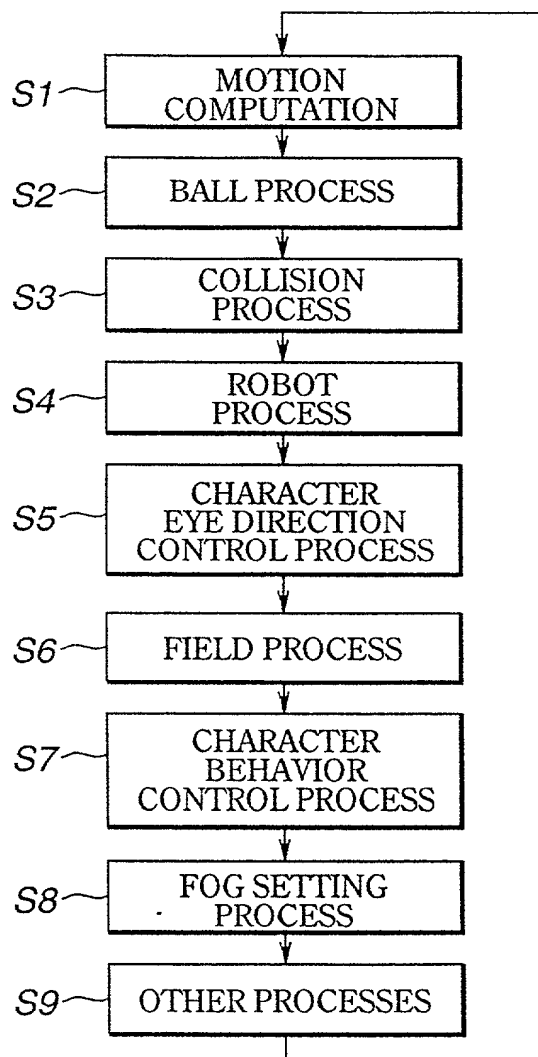 S1
MOTION
COMPUTATION
S2
BALL PROCESS
S3
COLLISION
PROCESS
S4
ROBOT
PROCESS
S5
CHARACTER
EYE DIRECTION
CONTROL PROCESS
S6
FIELD PROCESS
S7
CHARACTER
BEHAVIOR
CONTROL PROCESS
S8
FOG SETTING
PROCESS
S9
OTHER PROCESSES